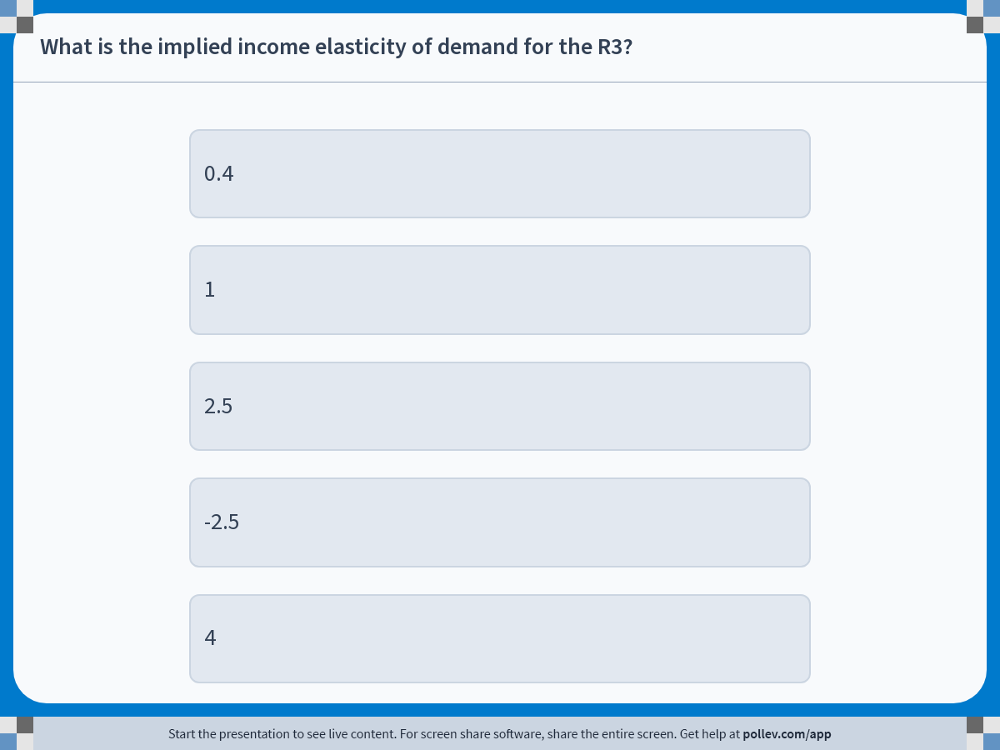 What is the implied income elasticity of demand for the R3?
0.4
1
2.5
-2.5
4
Start the presentation to see live content. For screen share software, share the entire screen. Get help at pollev.com/app